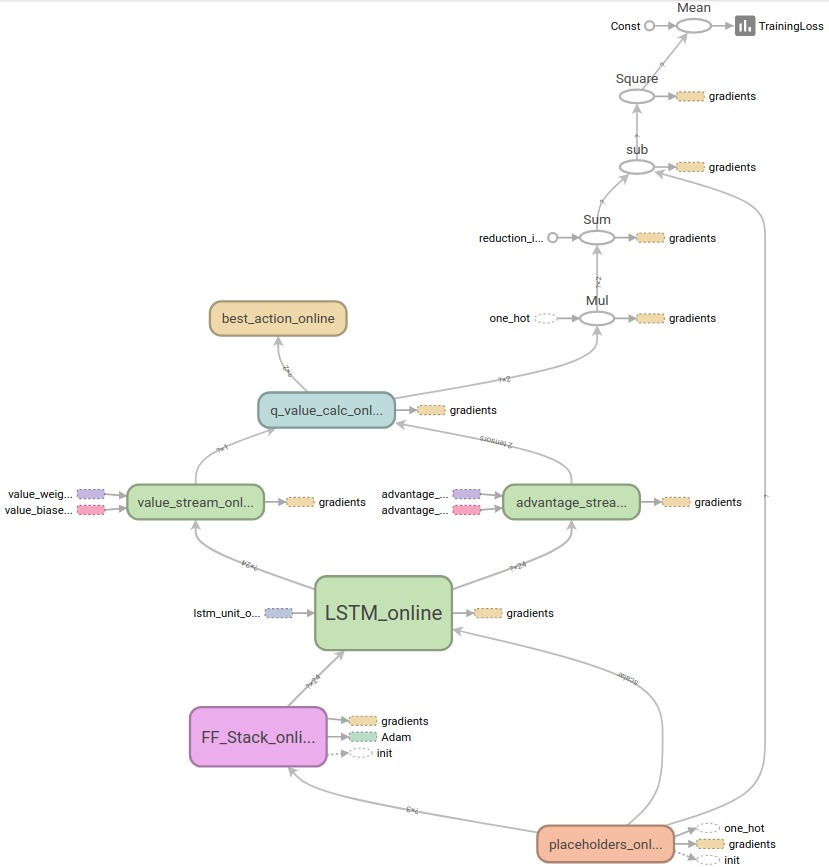 Mean
Const
TrainingLoss
?
Square
gradients
?
sub
gradients
?
Sum
reduction_i...
gradients
?×2
Mul
best_action_online
one_hot
gradients
?×2
?×2
q_value_calc_onl...
gradients
?×1
2 tensors
value_weig...
value_biase...
value_stream_onl...
gradients
advantage_...
advantage_...
advantage_strea...
gradients
?
?×24
?×24
lstm_unit_o...
LSTM_online
gradients
?×24
scalar
FF_Stack_onli...
gradients
Adam
init
?×3
placeholders_onl...
one_hot
gradients
init